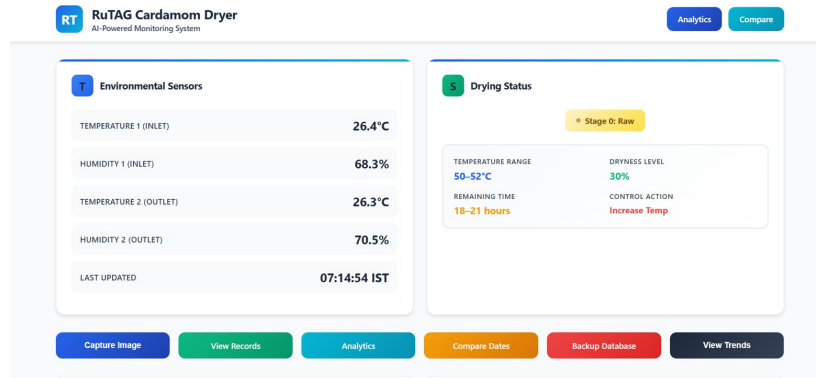 RT
RuTAG Cardamom Dryer
AI-Powered Monitoring System
Analytics
Compare
T
Environmental Sensors
TEMPERATURE 1 (INLET)
26.4°C
HUMIDITY 1 (INLET)
68.3%
TEMPERATURE 2 (OUTLET)
26.3°C
HUMIDITY 2 (OUTLET)
70.5%
LAST UPDATED
07:14:54 IST
S
Drying Status
Stage 0: Raw
TEMPERATURE RANGE
50–52°C
DRYNESS LEVEL
30%
REMAINING TIME
18–21 hours
CONTROL ACTION
Increase Temp
Capture Image
View Records
Analytics
Compare Dates
Backup Database
View Trends